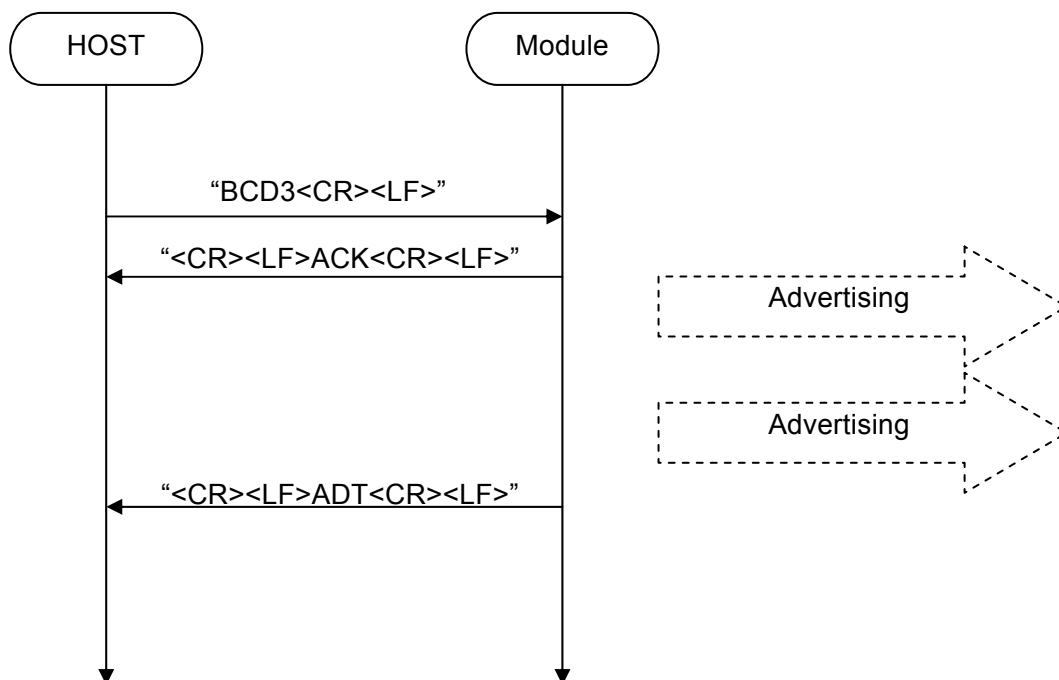 HOST
Module
“BCD3<CR><LF>”
“<CR><LF>ACK<CR><LF>”
Advertising
Advertising
“<CR><LF>ADT<CR><LF>”